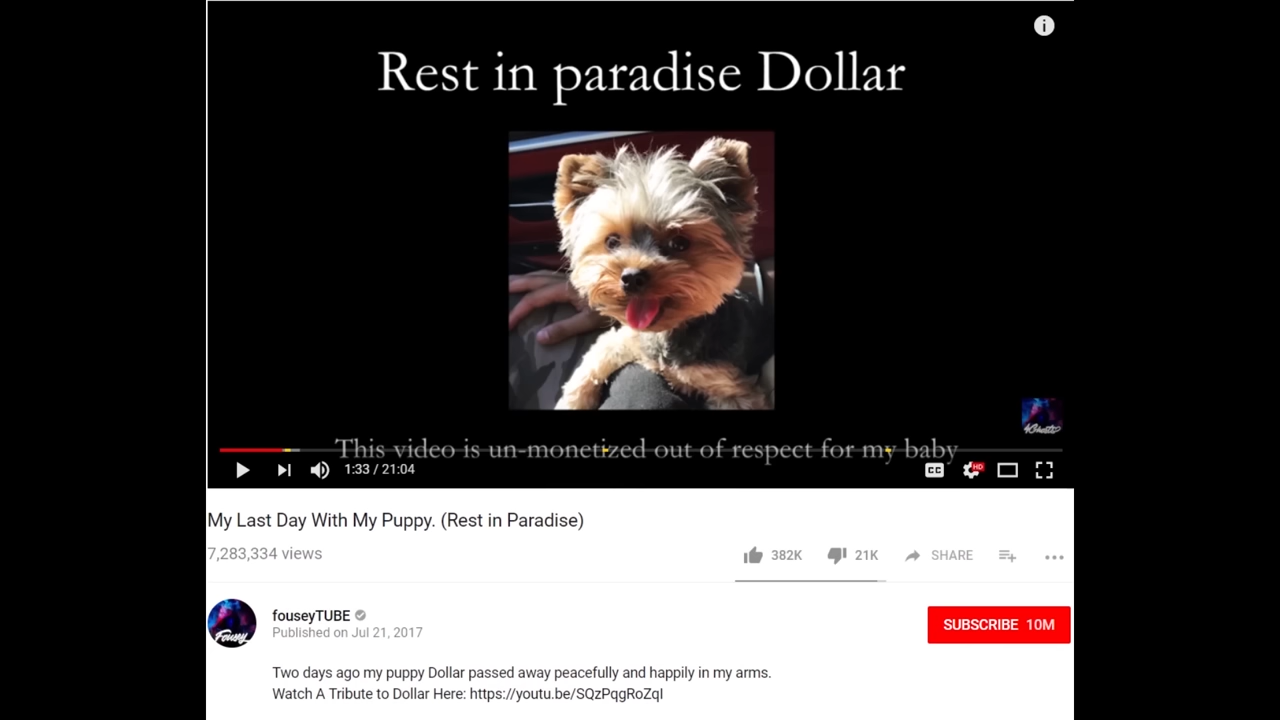 Rest in paradise Dollar
This video is un-monetized out of respect for my baby
1:33 / 21:04
CC
HD
My Last Day With My Puppy. (Rest in Paradise)
7,283,334 views
382K
21K
SHARE
fouseyTUBE
Published on Jul 21, 2017
SUBSCRIBE 10M
Fousey
Two days ago my puppy Dollar passed away peacefully and happily in my arms.
Watch A Tribute to Dollar Here: https://youtu.be/SQzPqgRoZqI